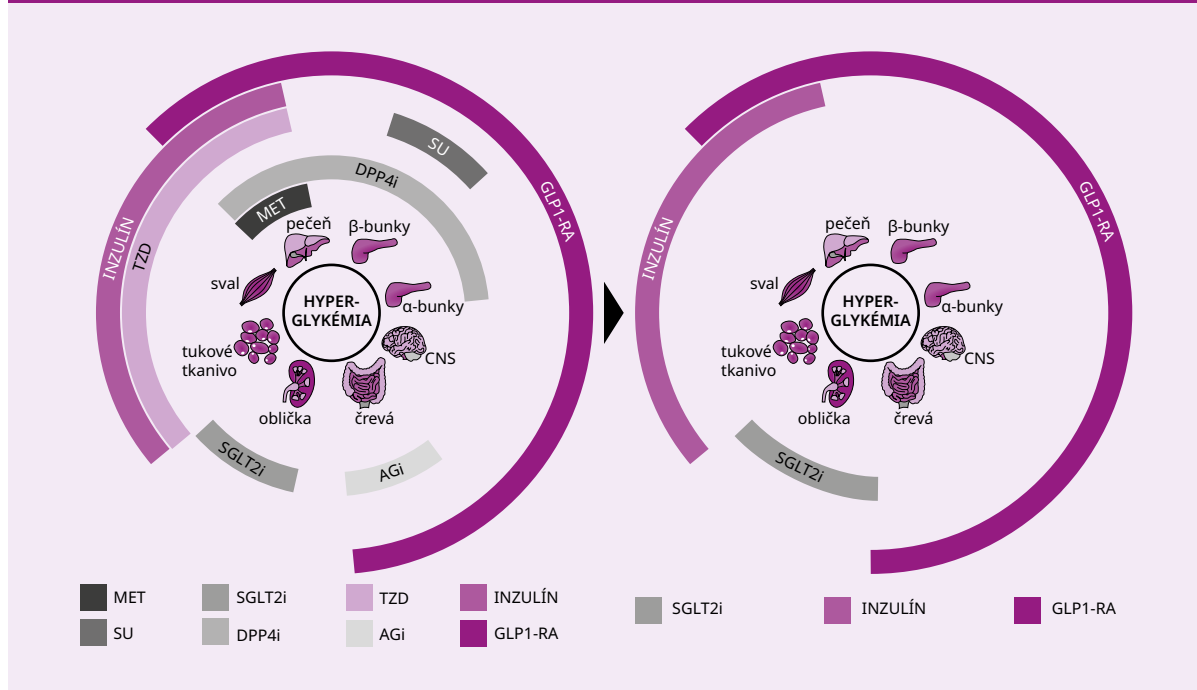 SU
DPP4i
MET
INZULÍN
TZD
GLP1-RA
pečeň
β-bunky
sval
α-bunky
HYPER-
GLYKÉMIA
tukové
tkanivo
CNS
oblička
črevá
SGLT2i
AGi
MET
SGLT2i
TZD
INZULÍN
SU
DPP4i
AGi
GLP1-RA
INZULÍN
GLP1-RA
pečeň
β-bunky
sval
α-bunky
HYPER-
GLYKÉMIA
tukové
tkanivo
CNS
oblička
črevá
SGLT2i
SGLT2i
INZULÍN
GLP1-RA